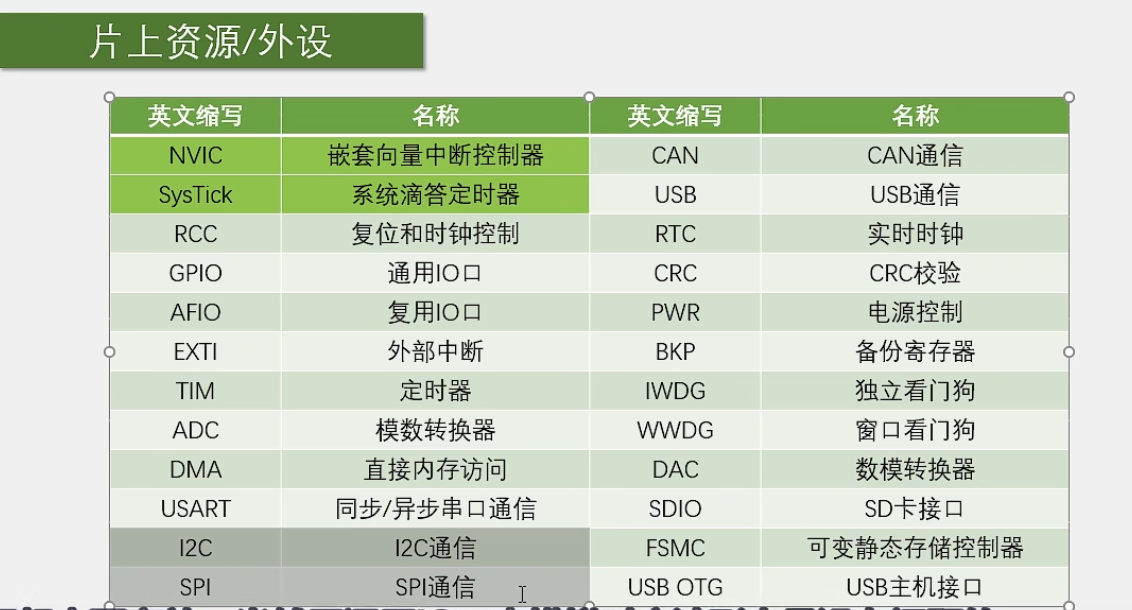 片上资源/外设
英文缩写 名称 英文缩写 名称
NVIC 嵌套向量中断控制器 CAN CAN通信
SysTick 系统滴答定时器 USB USB通信
RCC 复位和时钟控制 RTC 实时时钟
GPIO 通用IO口 CRC CRC校验
AFIO 复用IO口 PWR 电源控制
EXTI 外部中断 BKP 备份寄存器
TIM 定时器 IWDG 独立看门狗
ADC 模数转换器 WWDG 窗口看门狗
DMA 直接内存访问 DAC 数模转换器
USART 同步/异步串口通信 SDIO SD卡接口
I2C I2C通信 FSMC 可变静态存储控制器
SPI SPI通信 USB OTG USB主机接口